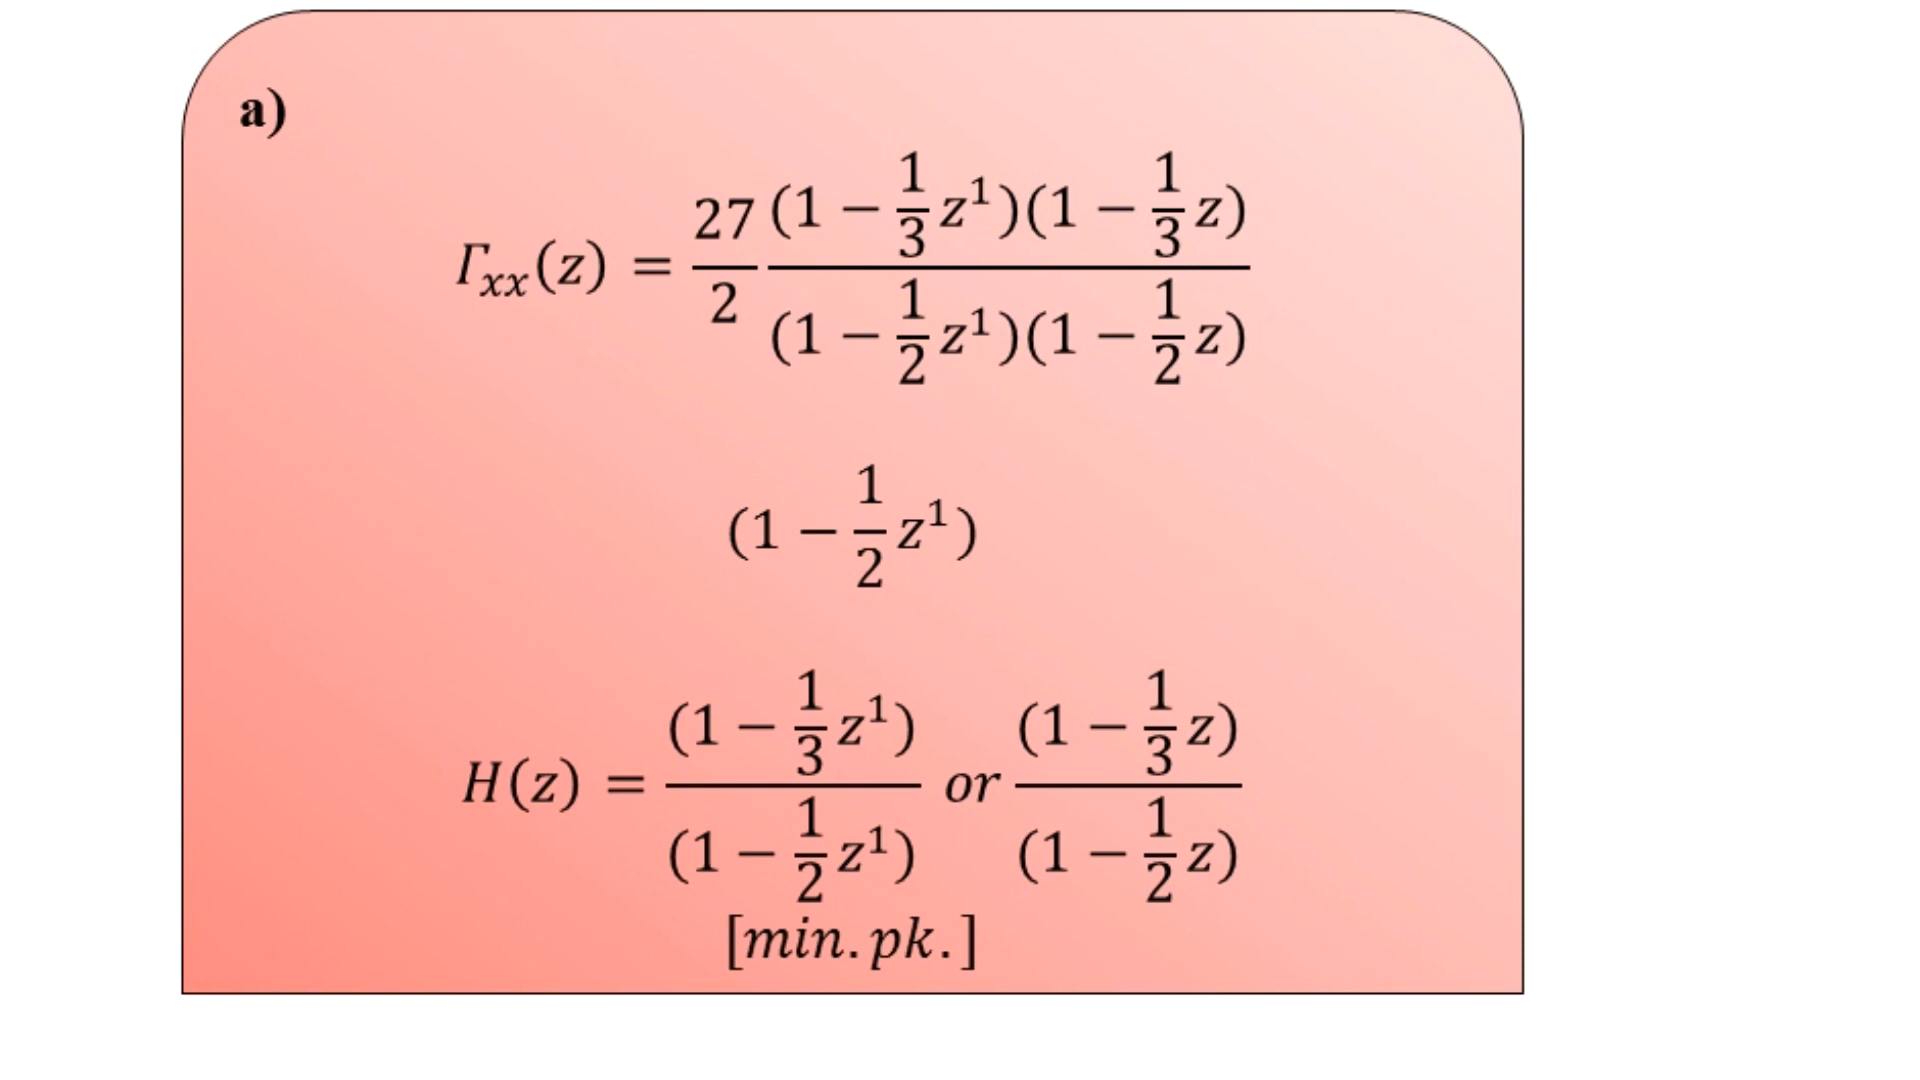 a)
Γxx(z) = 27/2 (1 − 1/3 z¹)(1 − 1/3 z) / (1 − 1/2 z¹)(1 − 1/2 z)
(1 − 1/2 z¹)
H(z) = (1 − 1/3 z¹) / (1 − 1/2 z¹) or (1 − 1/3 z) / (1 − 1/2 z)
[min. pk.]